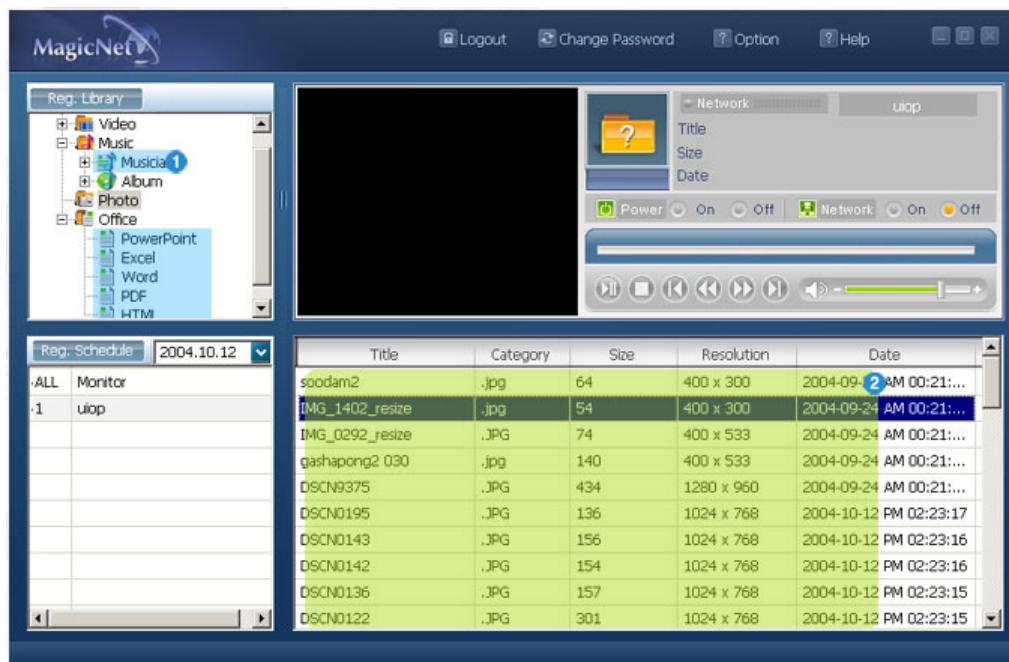 MagicNet
Logout
Change Password
? Option
? Help
Reg. Library
Video
Music
Musicia 1
Album
Photo
Office
PowerPoint
Excel
Word
PDF
HTML
?
Network
uiop
Title
Size
Date
Power On Off
Network On Off
Reg. Schedule 2004.10.12
ALL Monitor
1 uiop
Title Category Size Resolution Date
soodam2 .jpg 64 400 x 300 2004-09- 2 AM 00:21:...
IMG_1402_resize .jpg 54 400 x 300 2004-09-24 AM 00:21:...
IMG_0292_resize .JPG 74 400 x 533 2004-09-24 AM 00:21:...
gashapong2 030 .jpg 140 400 x 533 2004-09-24 AM 00:21:...
DSCN9375 .JPG 434 1280 x 960 2004-09-24 AM 00:21:...
DSCN0195 .JPG 136 1024 x 768 2004-10-12 PM 02:23:17
DSCN0143 .JPG 156 1024 x 768 2004-10-12 PM 02:23:16
DSCN0142 .JPG 154 1024 x 768 2004-10-12 PM 02:23:16
DSCN0136 .JPG 157 1024 x 768 2004-10-12 PM 02:23:15
DSCN0122 .JPG 301 1024 x 768 2004-10-12 PM 02:23:15